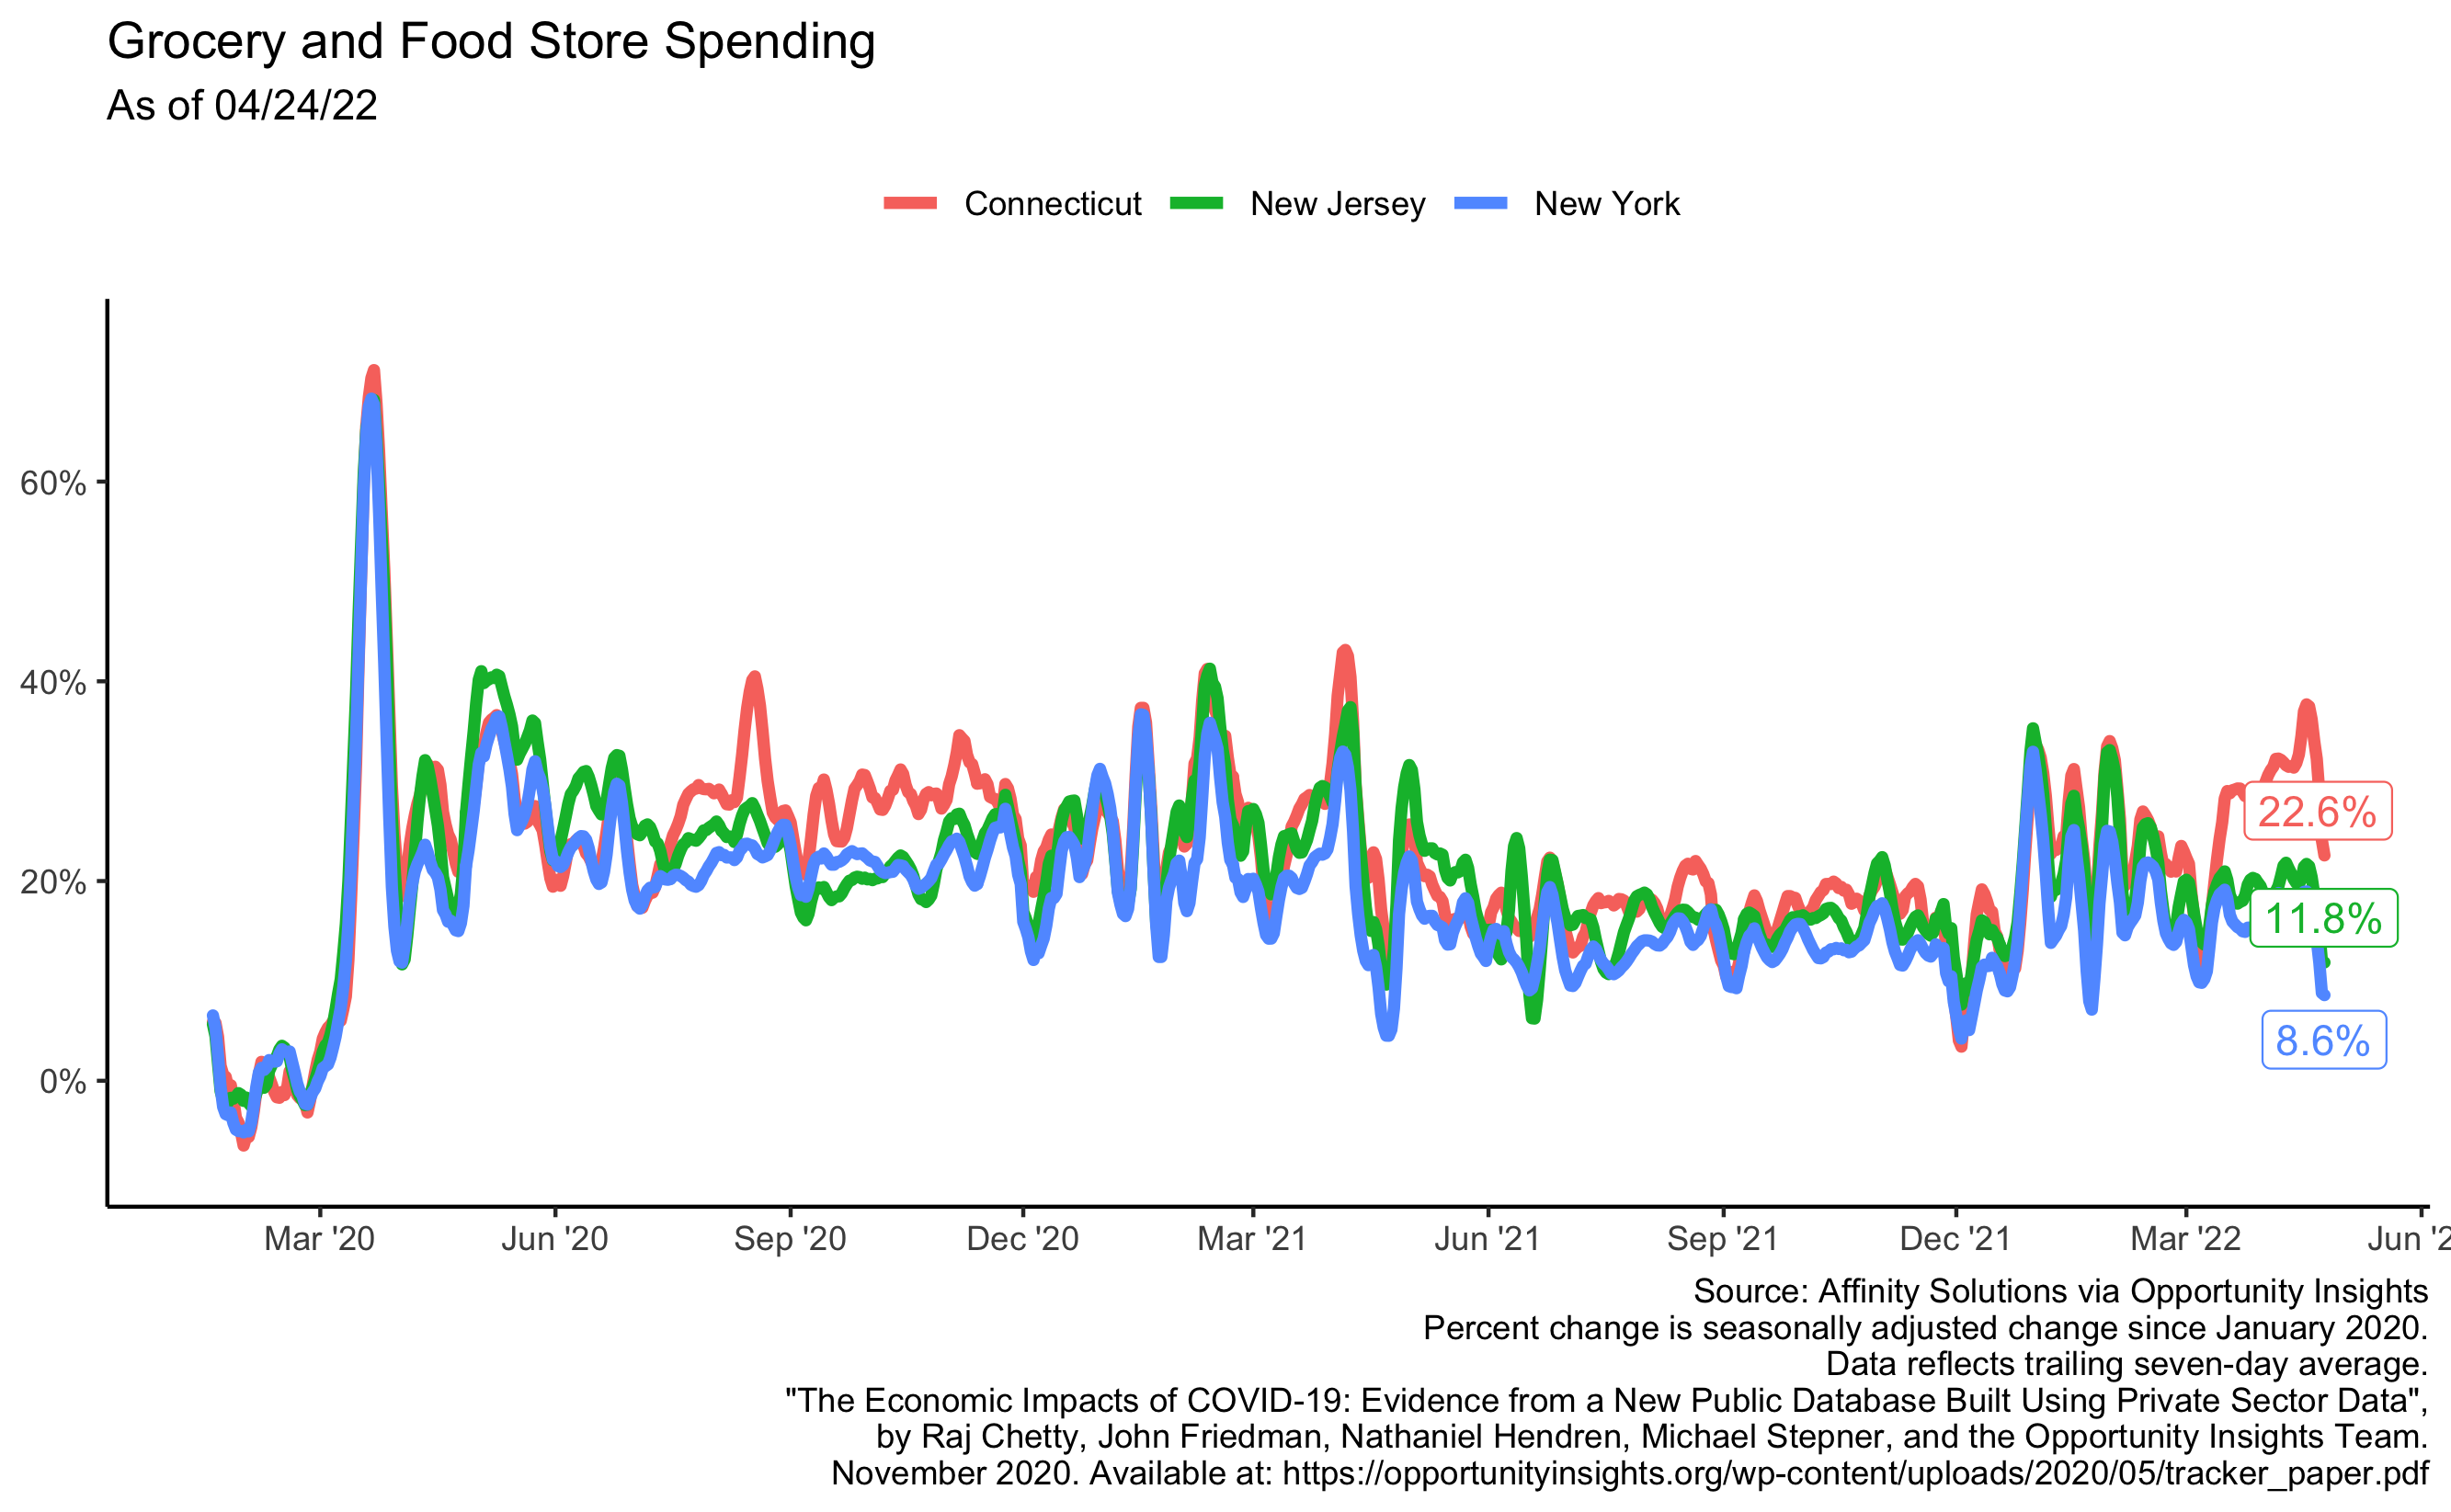 Grocery and Food Store Spending
As of 04/24/22
Connecticut New Jersey New York
60%
40%
20%
0%
22.6%
11.8%
8.6%
Mar '20 Jun '20 Sep '20 Dec '20 Mar '21 Jun '21 Sep '21 Dec '21 Mar '22 Jun '2
Source: Affinity Solutions via Opportunity Insights
Percent change is seasonally adjusted change since January 2020.
Data reflects trailing seven-day average.
"The Economic Impacts of COVID-19: Evidence from a New Public Database Built Using Private Sector Data",
by Raj Chetty, John Friedman, Nathaniel Hendren, Michael Stepner, and the Opportunity Insights Team.
November 2020. Available at: https://opportunityinsights.org/wp-content/uploads/2020/05/tracker_paper.pdf